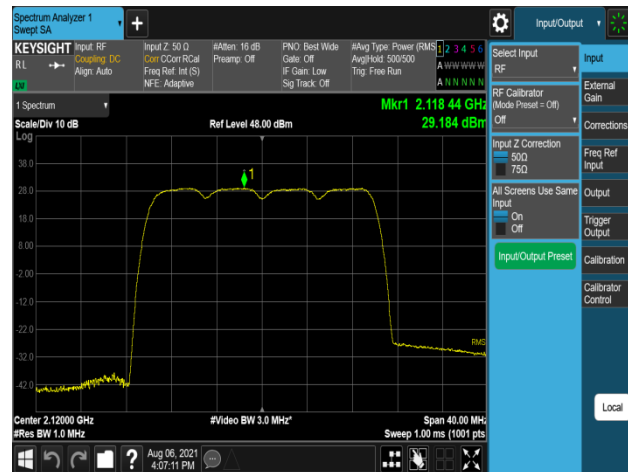 Spectrum Analyzer 1
Swept SA
Input/Output
KEYSIGHT
RL
Input: RF
Coupling: DC
Align: Auto
Input Z: 50 Ω
Corr CCorr RCal
Freq Ref: Int (S)
NFE: Adaptive
#Atten: 16 dB
Preamp: Off
PNO: Best Wide
Gate: Off
IF Gain: Low
Sig Track: Off
#Avg Type: Power (RMS
Avg|Hold: 500/500
Trig: Free Run
1 2 3 4 5 6
A W W W W W
A N N N N N
LXI
1 Spectrum
Mkr1 2.118 44 GHz
Scale/Div 10 dB
Ref Level 48.00 dBm
29.184 dBm
Log
1
38.0
28.0
18.0
8.00
-2.00
-12.0
-22.0
-32.0
-42.0
RMS
Center 2.12000 GHz
#Video BW 3.0 MHz*
Span 40.00 MHz
#Res BW 1.0 MHz
Sweep 1.00 ms (1001 pts
Select Input
RF
RF Calibrator
(Mode Preset = Off)
Off
Input Z Correction
50Ω
75Ω
All Screens Use Same
Input
On
Off
Input/Output Preset
Input
External
Gain
Corrections
Freq Ref
Input
Output
Trigger
Output
Calibration
Calibrator
Control
Local
?
Aug 06, 2021
4:07:11 PM